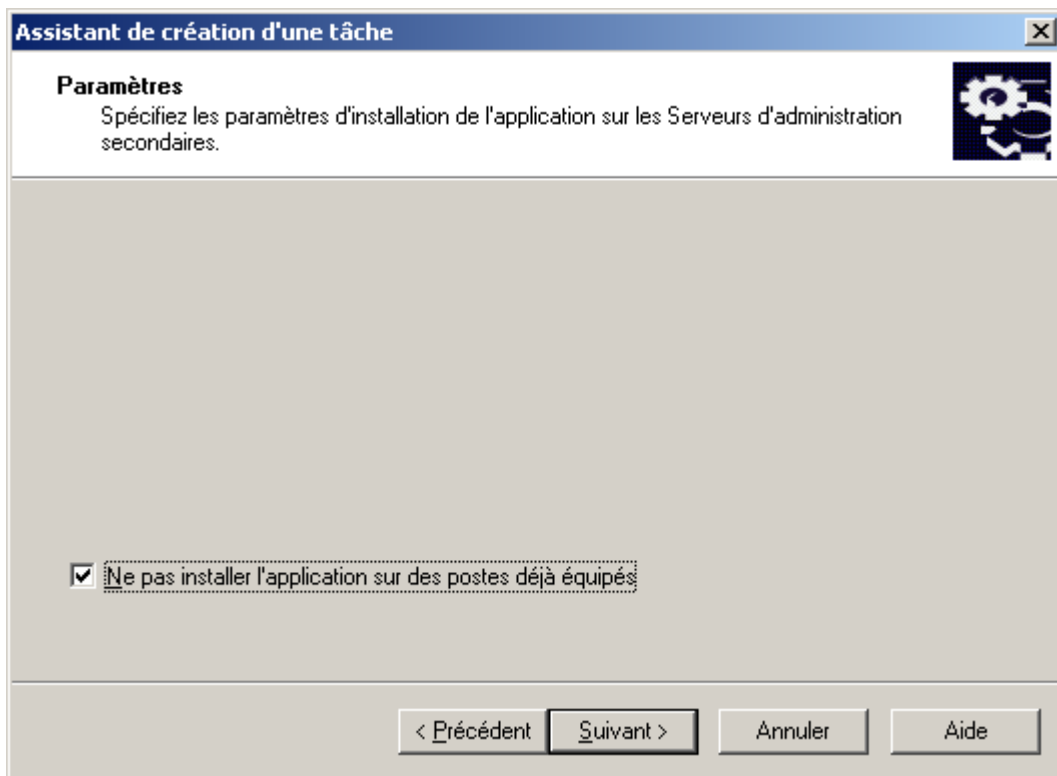 Assistant de création d'une tâche
Paramètres
Spécifiez les paramètres d'installation de l'application sur les Serveurs d'administration
secondaires.
Ne pas installer l'application sur des postes déjà équipés
< Précédent Suivant > Annuler Aide